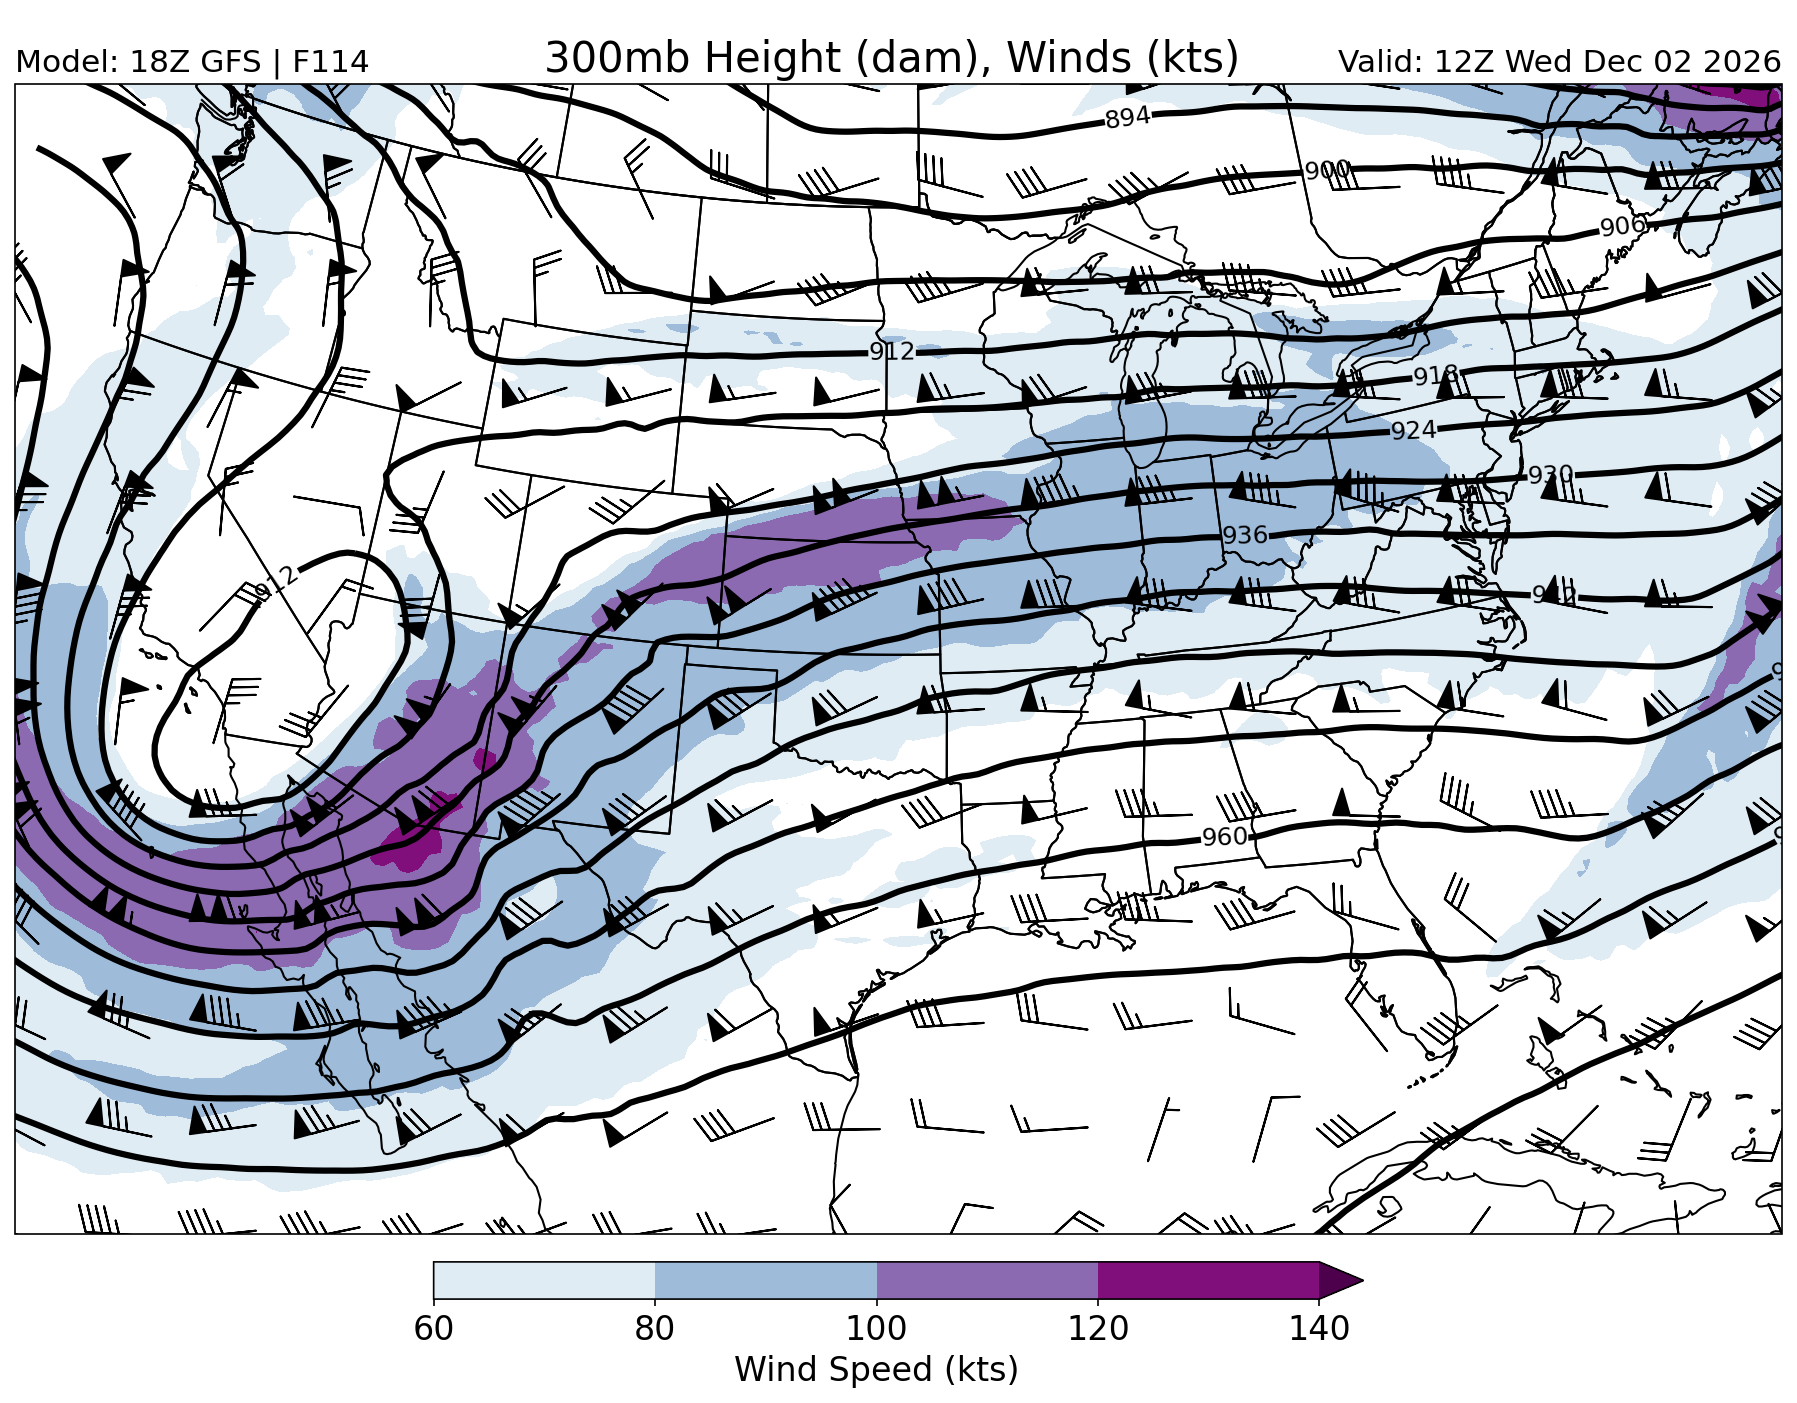 Model: 18Z GFS | F114
300mb Height (dam), Winds (kts)
Valid: 12Z Wed Dec 02 2026
894
900
906
912
918
924
930
936
942
912
960
60 80 100 120 140
Wind Speed (kts)